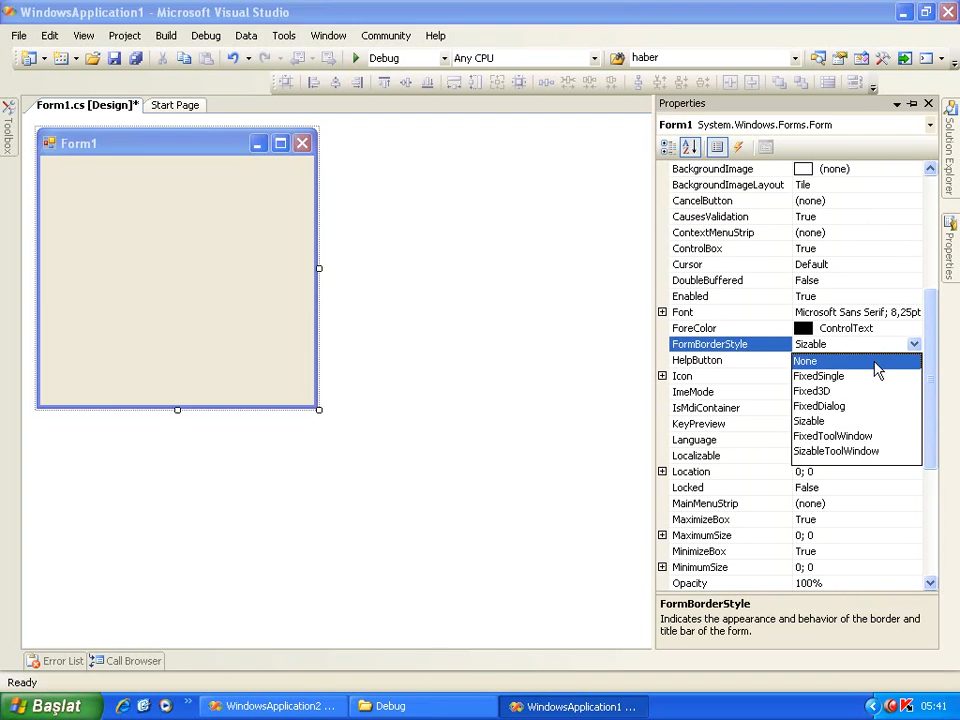 WindowsApplication1 - Microsoft Visual Studio
File Edit View Project Build Debug Data Tools Window Community Help
Debug Any CPU haber
Form1.cs [Design]* Start Page
Toolbox
Form1
Properties
Form1 System.Windows.Forms.Form
BackgroundImage (none)
BackgroundImageLayout Tile
CancelButton (none)
CausesValidation True
ContextMenuStrip (none)
ControlBox True
Cursor Default
DoubleBuffered False
Enabled True
Font Microsoft Sans Serif; 8,25pt
ForeColor ControlText
FormBorderStyle Sizable
HelpButton
Icon
ImeMode
IsMdiContainer
KeyPreview
Language
Localizable
None
FixedSingle
Fixed3D
FixedDialog
Sizable
FixedToolWindow
SizableToolWindow
Location 0; 0
Locked False
MainMenuStrip (none)
MaximizeBox True
MaximumSize 0; 0
MinimizeBox True
MinimumSize 0; 0
Opacity 100%
FormBorderStyle
Indicates the appearance and behavior of the border and
title bar of the form.
Solution Explorer
Properties
Error List Call Browser
Ready
Başlat WindowsApplication2 ... Debug WindowsApplication1 ... 05:41